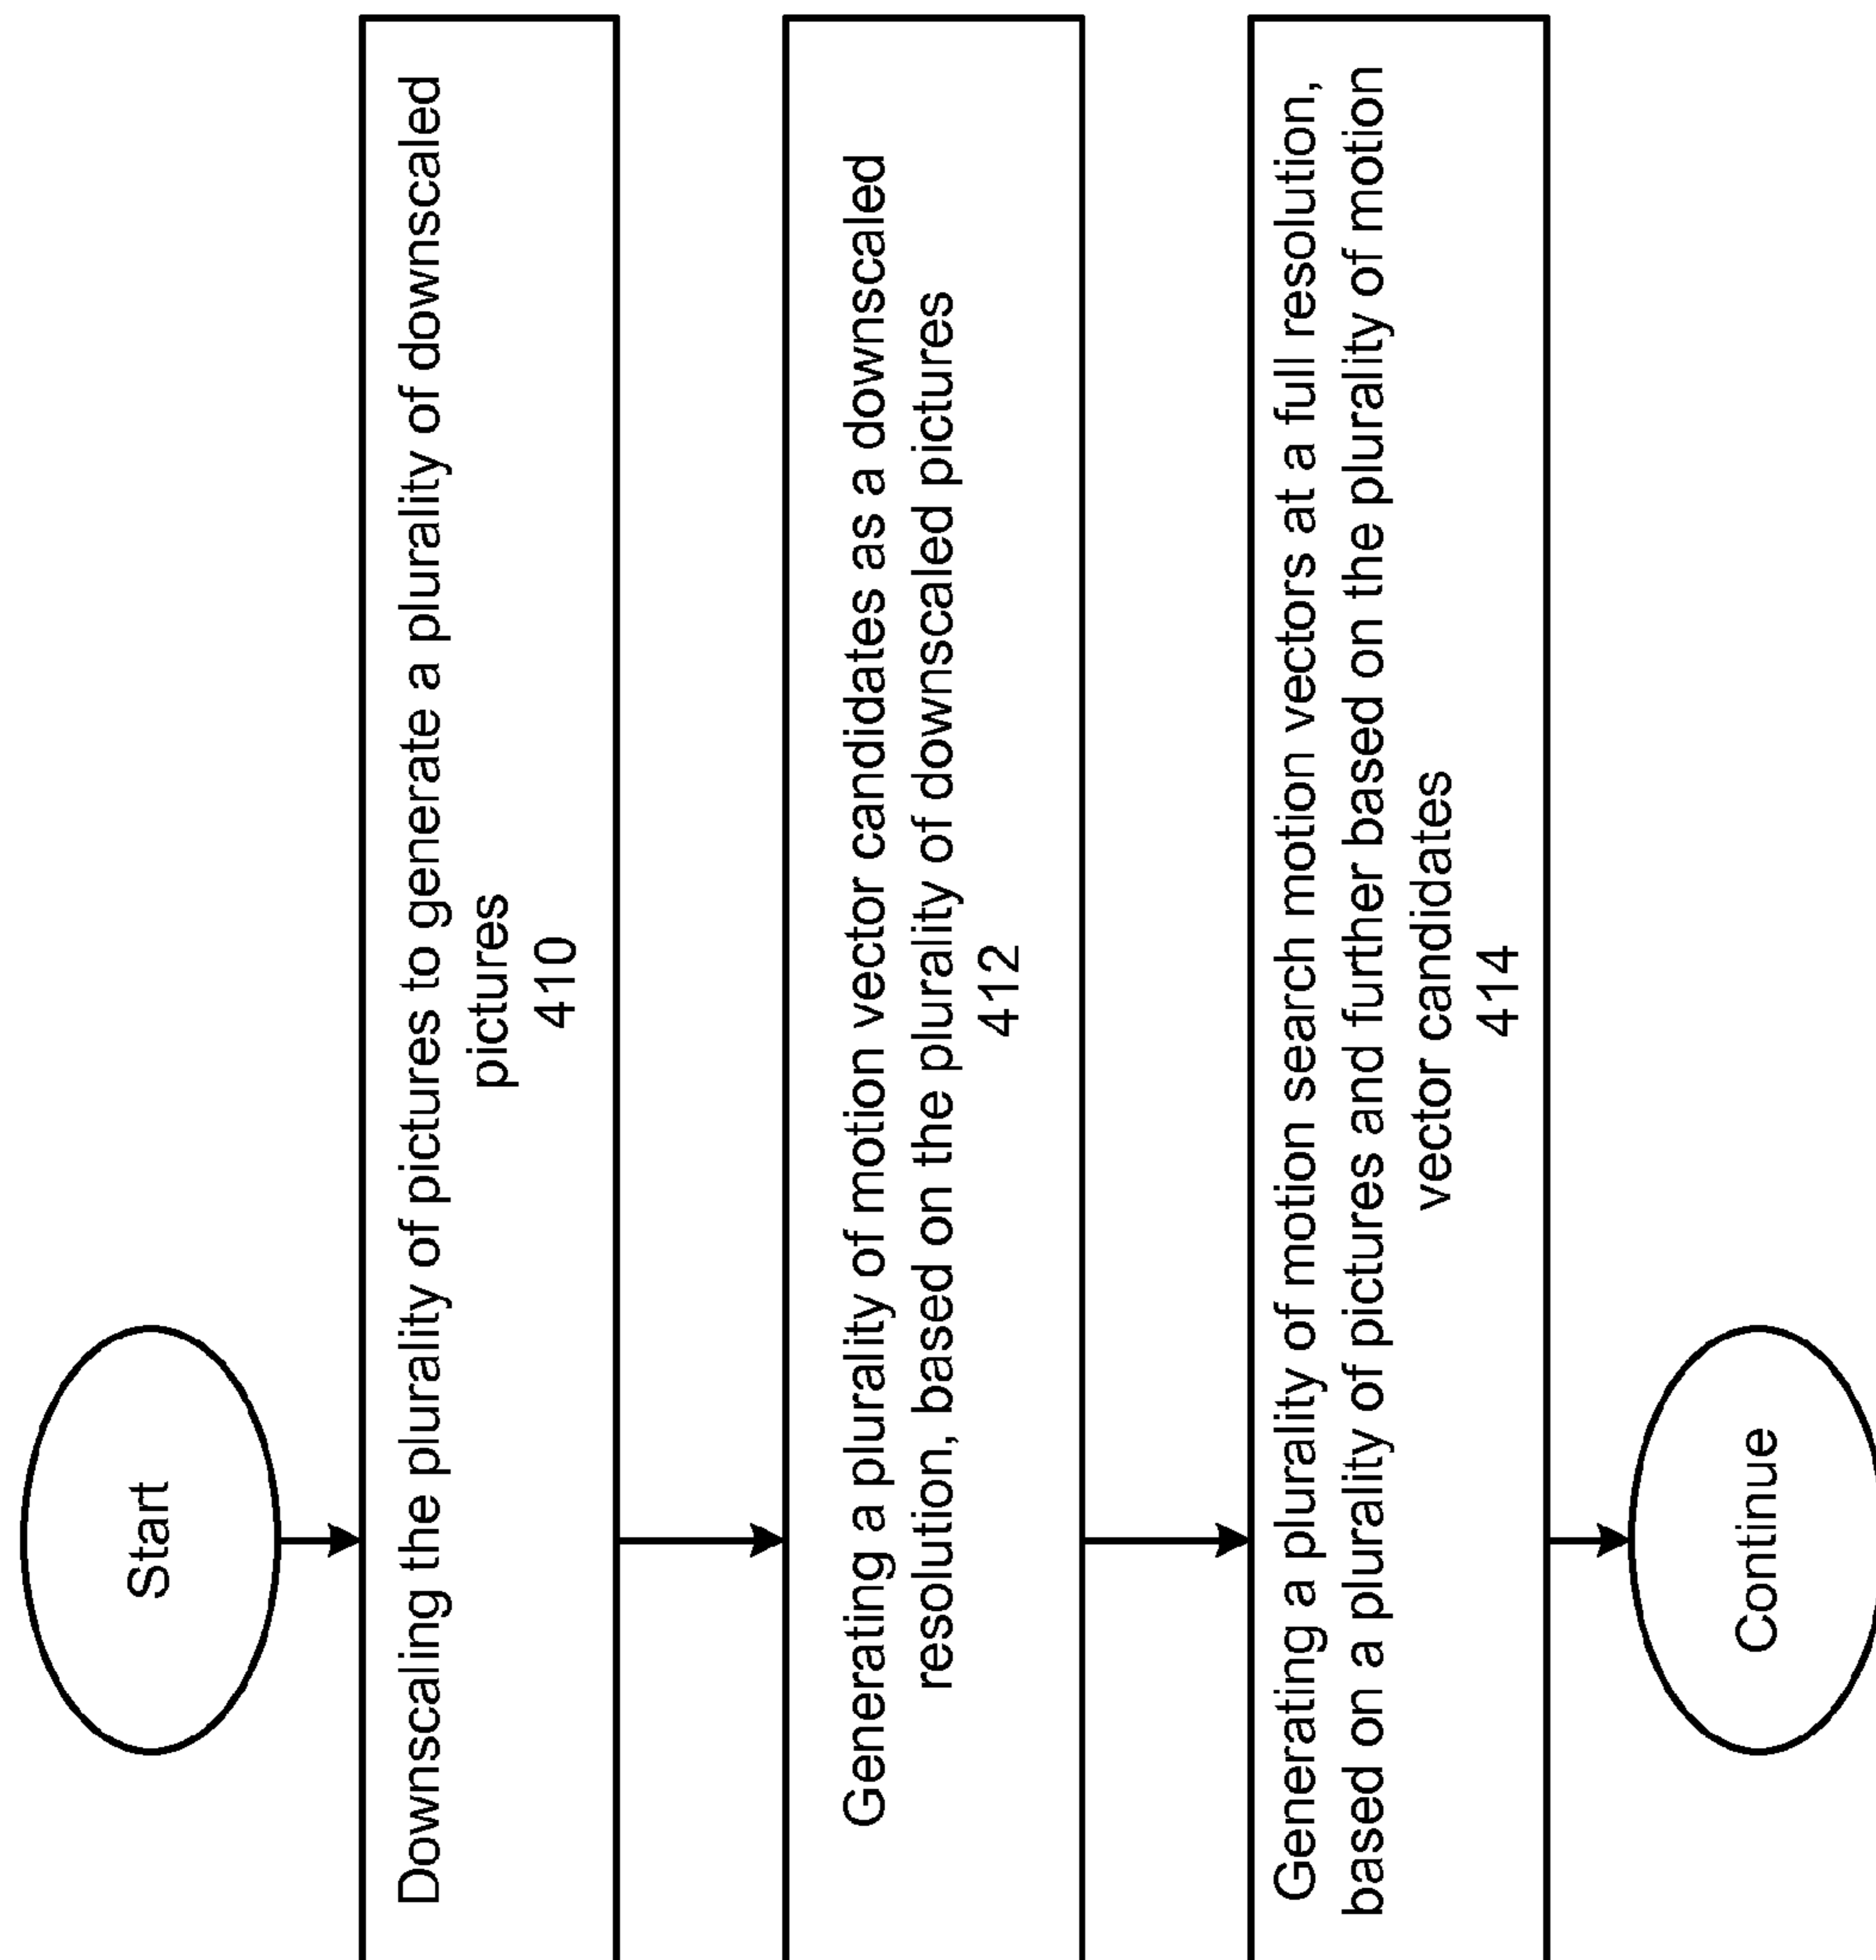 Start
Downscaling the plurality of pictures to generate a plurality of downscaled
pictures
410
Generating a plurality of motion vector candidates as a downscaled
resolution, based on the plurality of downscaled pictures
412
Generating a plurality of motion search motion vectors at a full resolution,
based on a plurality of pictures and further based on the plurality of motion
vector candidates
414
Continue